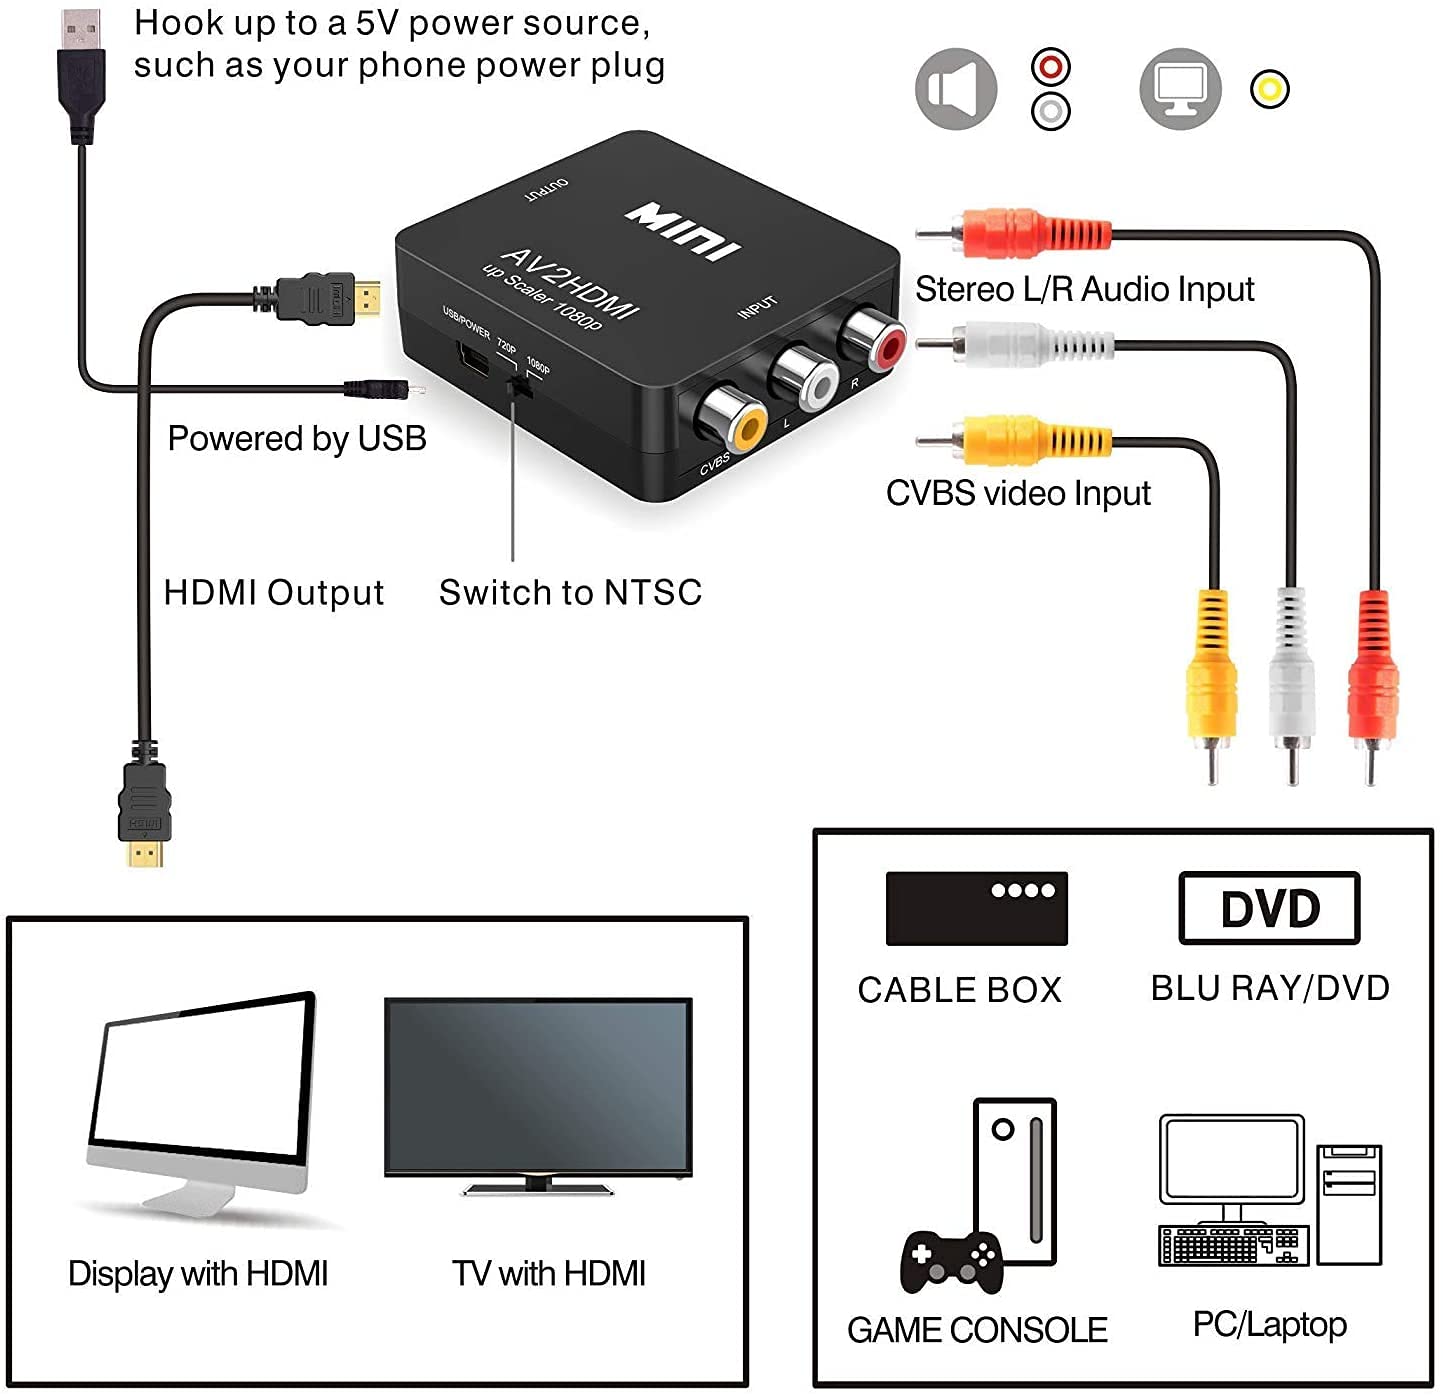 Hook up to a 5V power source,
such as your phone power plug
OUTPUT
MINI
AV2HDMI
up Scaler 1080p
INPUT
USB/POWER
720P
1080P
CVBS
L
R
Stereo L/R Audio Input
CVBS video Input
Powered by USB
HDMI Output
Switch to NTSC
HDMI
Display with HDMI
TV with HDMI
CABLE BOX
DVD
BLU RAY/DVD
GAME CONSOLE
PC/Laptop